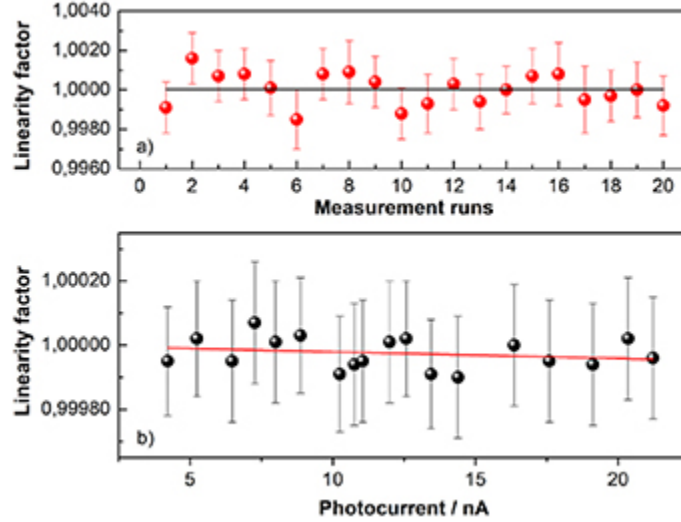 1,0040
1,0020
1,0000
0,9980
0,9960
Linearity factor
a)
0 2 4 6 8 10 12 14 16 18 20
Measurement runs
1,00020
1,00000
0,99980
Linearity factor
b)
5 10 15 20
Photocurrent / nA